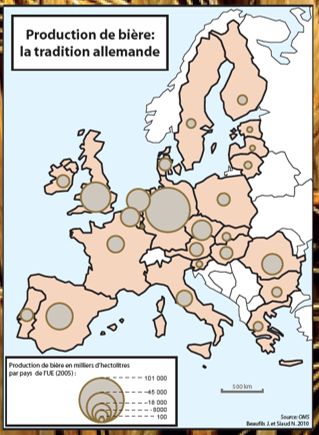 Production de bière:
la tradition allemande
Production de bière en milliers d'hectolitres
par pays de l'UE (2005) :
101 000
45 000
18 000
8000
100
500 km
Source: OMS
Beaufils J. et Siaud N. 2010